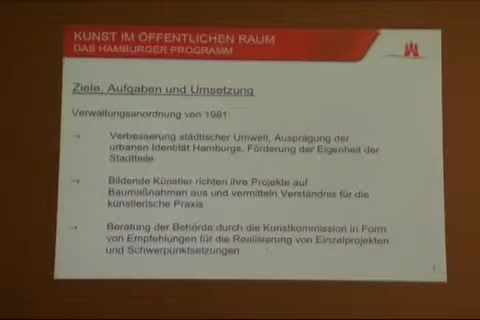 KUNST IM ÖFFENTLICHEN RAUM
DAS HAMBURGER PROGRAMM
Ziele, Aufgaben und Umsetzung
Verwaltungsanordnung von 1981:
→ Verbesserung städtischer Umwelt, Ausprägung der
urbanen Identität Hamburgs, Förderung der Eigenheit der
Stadtteile
→ Bildende Künstler richten ihre Projekte auf
Baumaßnahmen aus und vermitteln Verständnis für die
künstlerische Praxis
→ Beratung der Behörde durch die Kunstkommission in Form
von Empfehlungen für die Realisierung von Einzelprojekten
und Schwerpunktsetzungen